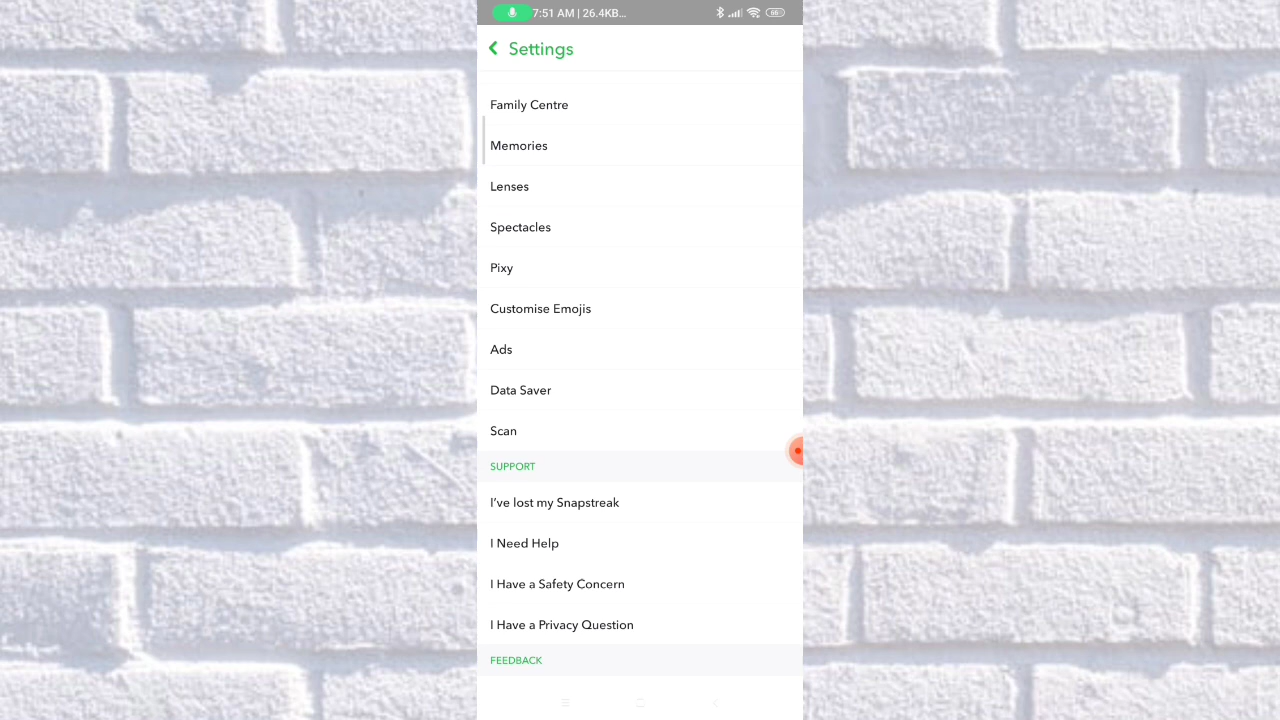 7:51 AM | 26.4KB...
Settings
Family Centre
Memories
Lenses
Spectacles
Pixy
Customise Emojis
Ads
Data Saver
Scan
SUPPORT
I've lost my Snapstreak
I Need Help
I Have a Safety Concern
I Have a Privacy Question
FEEDBACK